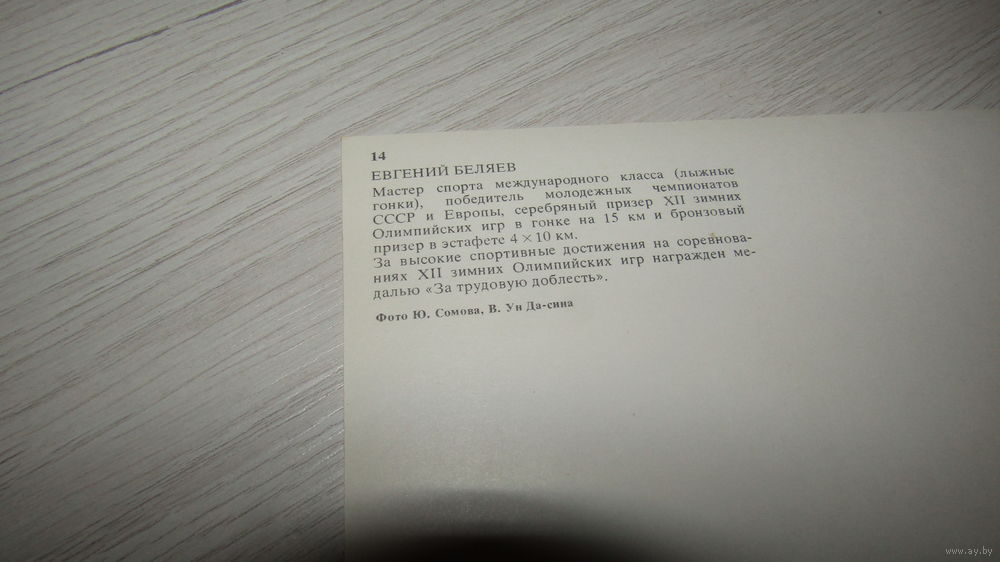 14
ЕВГЕНИЙ БЕЛЯЕВ
Мастер спорта международного класса (лыжные
гонки), победитель молодежных чемпионатов
СССР и Европы, серебряный призер XII зимних
Олимпийских игр в гонке на 15 км и бронзовый
призер в эстафете 4 × 10 км.
За высокие спортивные достижения на соревнова-
ниях XII зимних Олимпийских игр награжден ме-
далью «За трудовую доблесть».
Фото Ю. Сомова, В. Ун Да-сина
www.ay.by